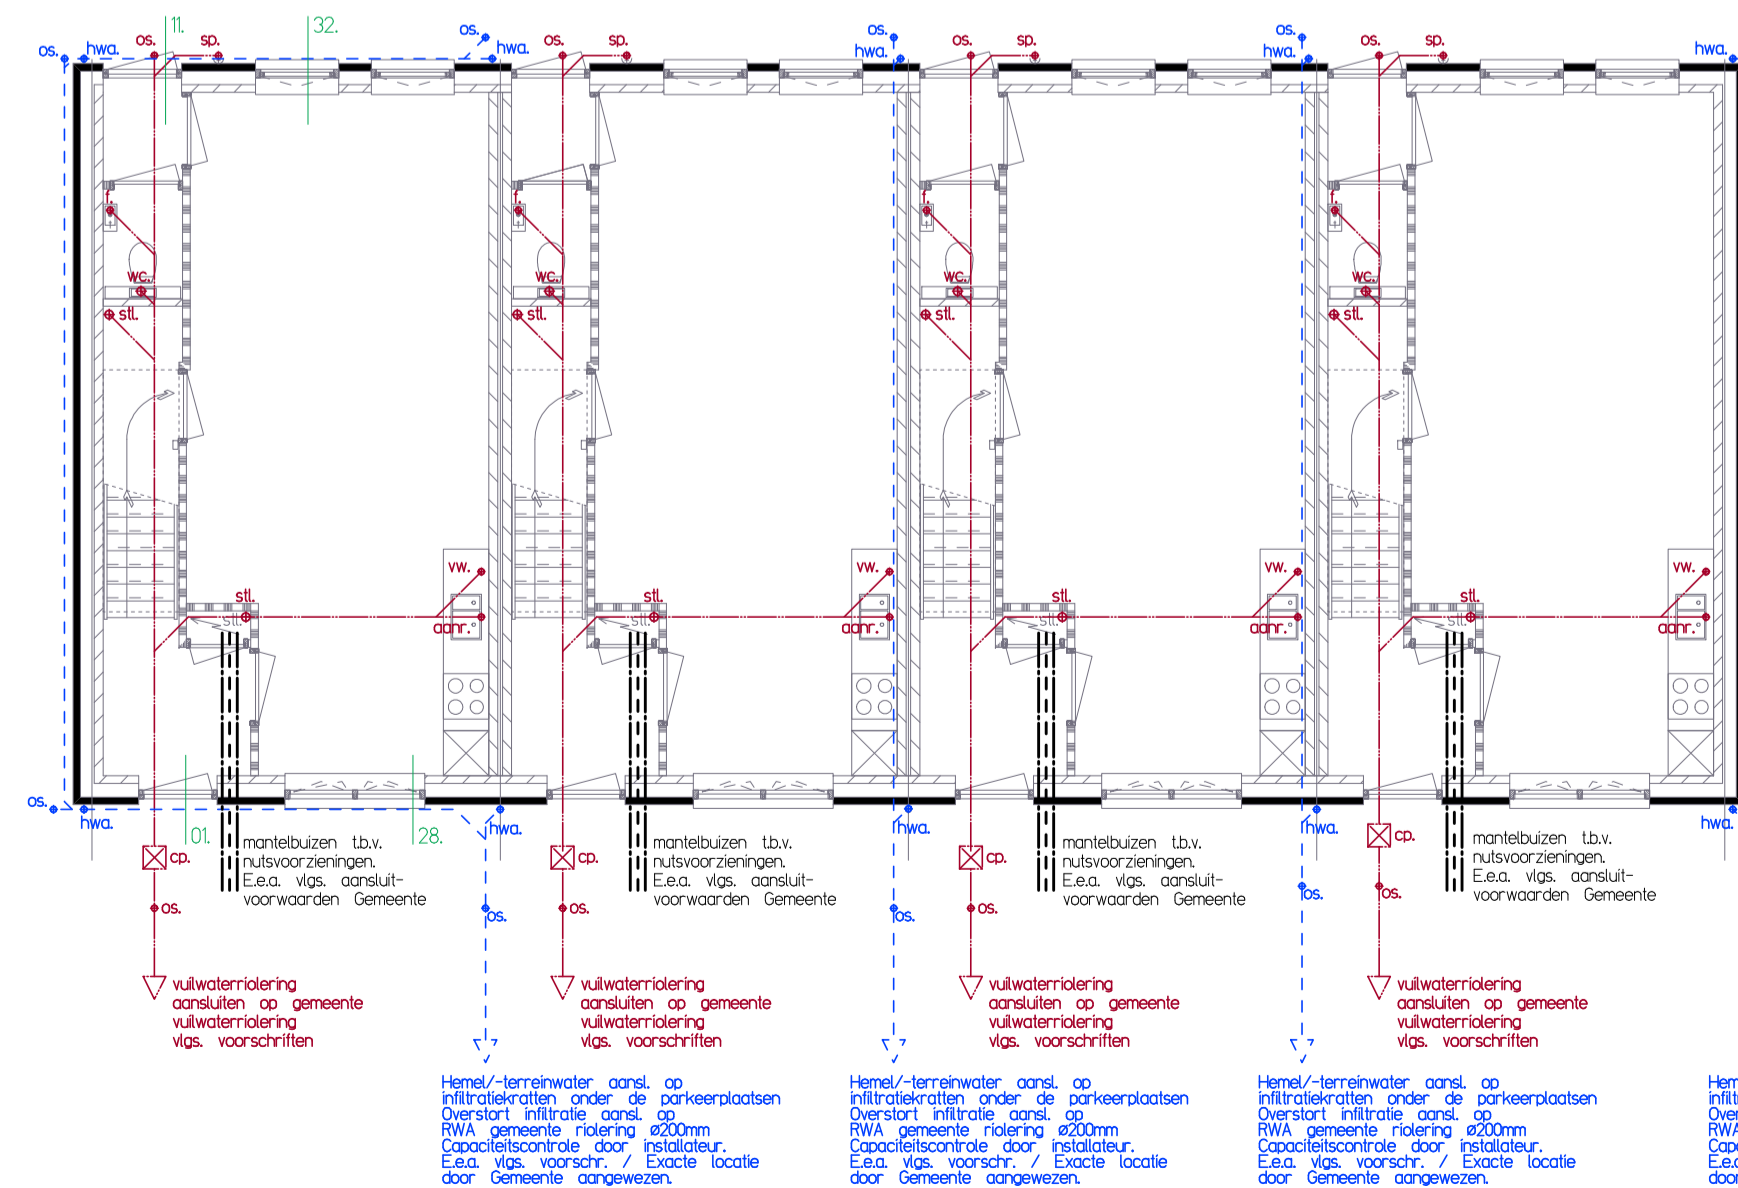 11.
32.
os.
hwa.
os.
sp.
os.
hwa.
os.
sp.
os.
hwa.
os.
sp.
os.
hwa.
os.
sp.
hwa.
f.
f.
f.
f.
wc.
wc.
wc.
wc.
stl.
stl.
stl.
stl.
vw.
vw.
vw.
vw.
stl.
stl.
stl.
stl.
stl.
stl.
stl.
stl.
aanr.
aanr.
aanr.
aanr.
os.
hwa.
01.
28.
hwa.
hwa.
hwa.
hwa.
mantelbuizen t.b.v.
nutsvoorzieningen.
E.e.a. vlgs. aansluit-
voorwaarden Gemeente
mantelbuizen t.b.v.
nutsvoorzieningen.
E.e.a. vlgs. aansluit-
voorwaarden Gemeente
mantelbuizen t.b.v.
nutsvoorzieningen.
E.e.a. vlgs. aansluit-
voorwaarden Gemeente
mantelbuizen t.b.v.
nutsvoorzieningen.
E.e.a. vlgs. aansluit-
voorwaarden Gemeente
cp.
cp.
cp.
cp.
os.
os.
os.
os.
os.
os.
os.
vuilwaterriolering
aansluiten op gemeente
vuilwaterriolering
vlgs. voorschriften
vuilwaterriolering
aansluiten op gemeente
vuilwaterriolering
vlgs. voorschriften
vuilwaterriolering
aansluiten op gemeente
vuilwaterriolering
vlgs. voorschriften
vuilwaterriolering
aansluiten op gemeente
vuilwaterriolering
vlgs. voorschriften
Hemel/-terreinwater aansl. op
infiltratiekratten onder de parkeerplaatsen
Overstort infiltratie aansl. op
RWA gemeente riolering ø200mm
Capaciteitscontrole door installateur.
E.e.a. vlgs. voorschr. / Exacte locatie
door Gemeente aangewezen.
Hemel/-terreinwater aansl. op
infiltratiekratten onder de parkeerplaatsen
Overstort infiltratie aansl. op
RWA gemeente riolering ø200mm
Capaciteitscontrole door installateur.
E.e.a. vlgs. voorschr. / Exacte locatie
door Gemeente aangewezen.
Hemel/-terreinwater aansl. op
infiltratiekratten onder de parkeerplaatsen
Overstort infiltratie aansl. op
RWA gemeente riolering ø200mm
Capaciteitscontrole door installateur.
E.e.a. vlgs. voorschr. / Exacte locatie
door Gemeente aangewezen.